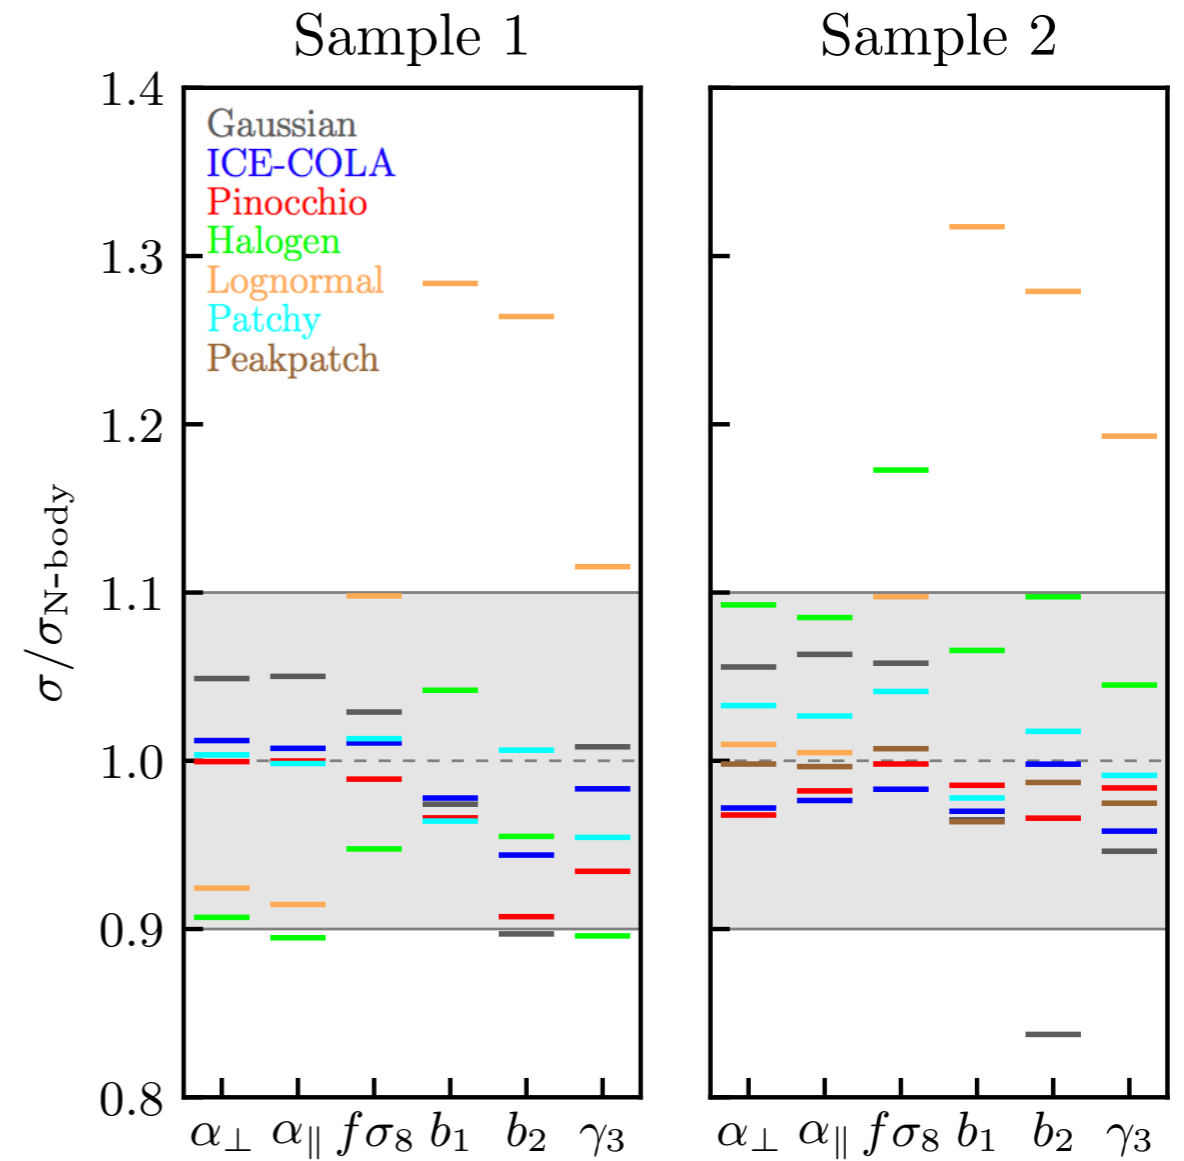 Sample 1
Sample 2
1.4
1.3
1.2
1.1
1.0
0.9
0.8
σ/σN-body
Gaussian
ICE-COLA
Pinocchio
Halogen
Lognormal
Patchy
Peakpatch
α⊥ α∥ fσ8 b1 b2 γ3
α⊥ α∥ fσ8 b1 b2 γ3